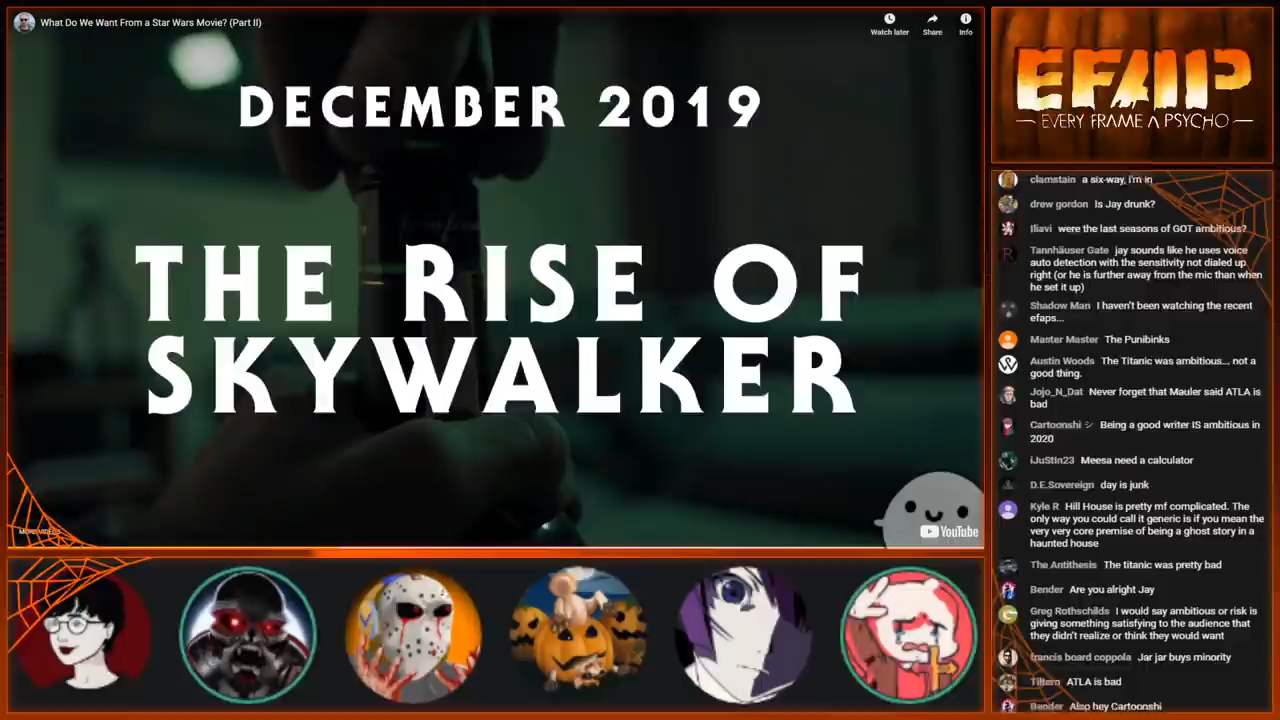 What Do We Want From a Star Wars Movie? (Part II)
Watch later
Share
Info
DECEMBER 2019
THE RISE OF
SKYWALKER
MORE VIDEOS
YouTube
EFAP
EVERY FRAME A PSYCHO
clamstain a six-way, i'm in
drew gordon Is Jay drunk?
Iliavi were the last seasons of GOT ambitious?
Tannhäuser Gate jay sounds like he uses voice
auto detection with the sensitivity not dialed up
right (or he is further away from the mic than when
he set it up)
Shadow Man I haven't been watching the recent
efaps...
Master Master The Punibinks
Austin Woods The Titanic was ambitious... not a
good thing.
Jojo_N_Dat Never forget that Mauler said ATLA is
bad
Cartoonshi シ Being a good writer IS ambitious in
2020
iJuStIn23 Meesa need a calculator
D.E.Sovereign day is junk
Kyle R Hill House is pretty mf complicated. The
only way you could call it generic is if you mean the
very very core premise of being a ghost story in a
haunted house
The Antithesis The titanic was pretty bad
Bender Are you alright Jay
Greg Rothschilds I would say ambitious or risk is
giving something satisfying to the audience that
they didn't realize or think they would want
francis board coppola Jar jar buys minority
Tiltern ATLA is bad
Bender Also hey Cartoonshi